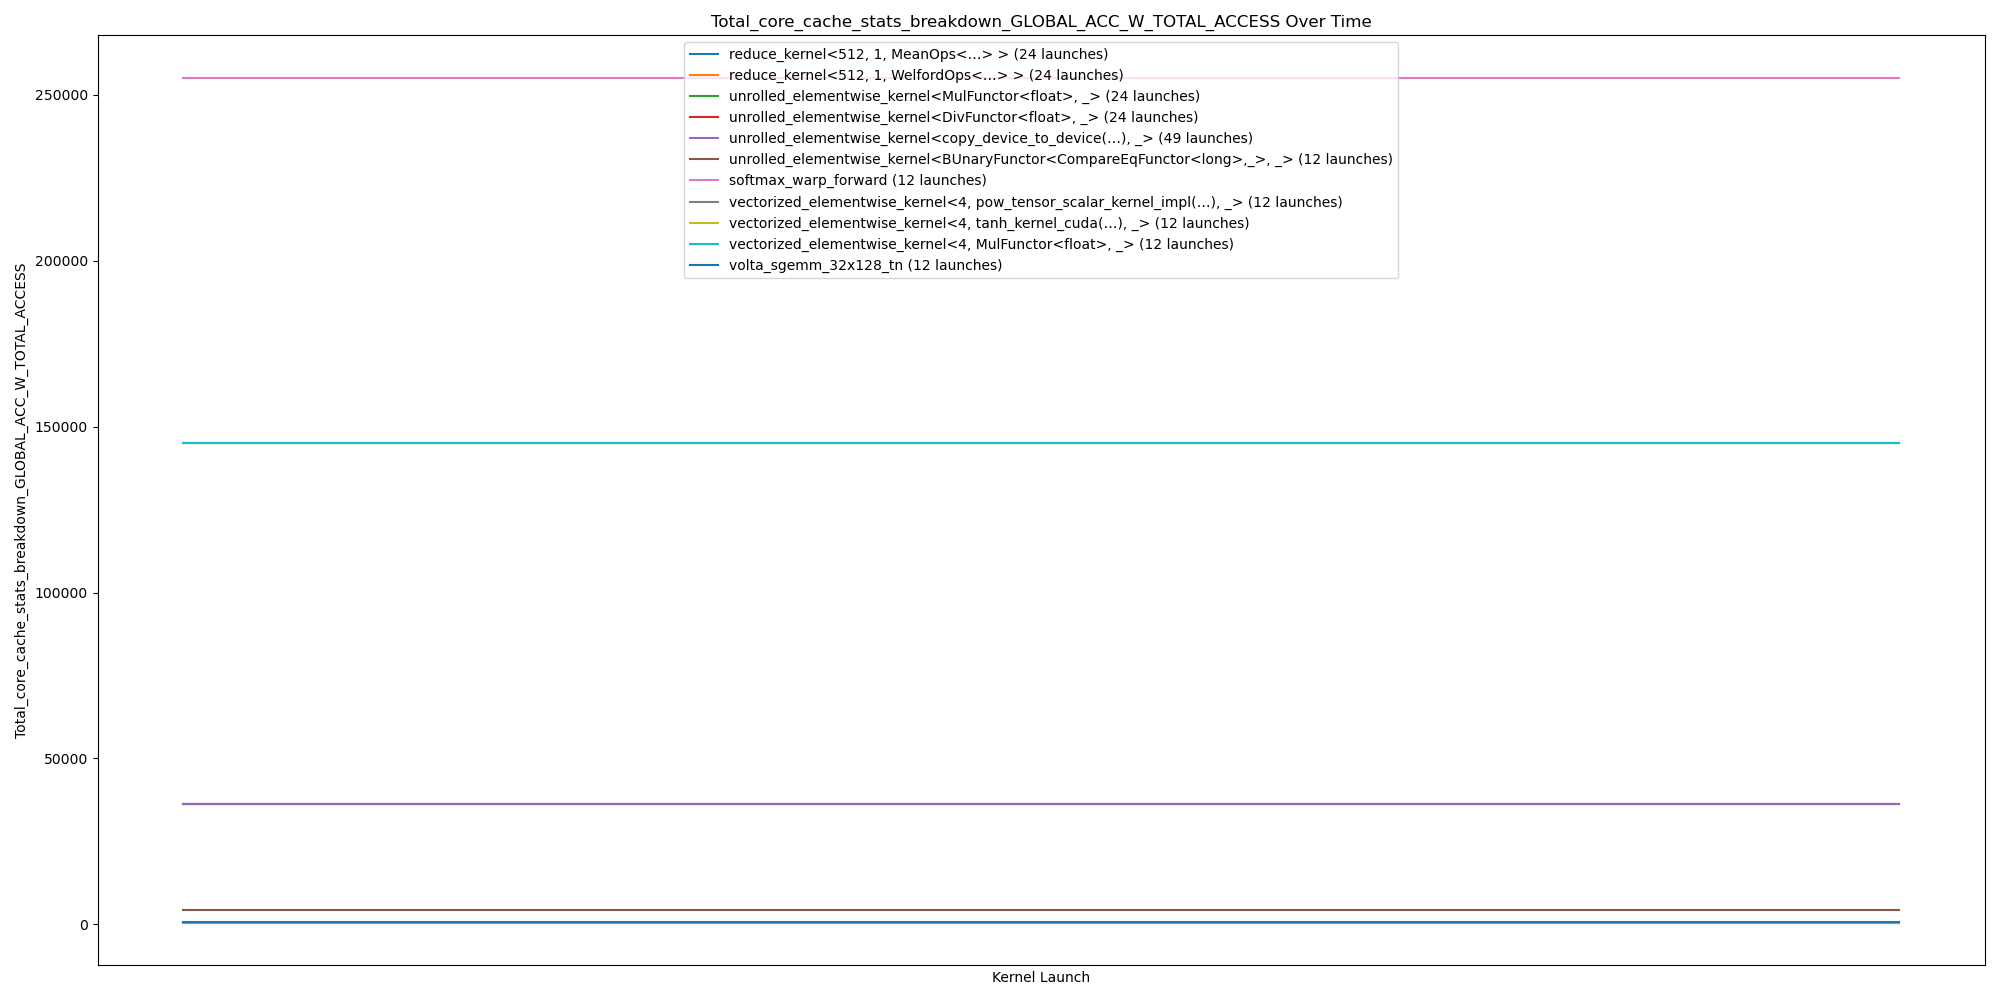 Total_core_cache_stats_breakdown_GLOBAL_ACC_W_TOTAL_ACCESS Over Time
reduce_kernel<512, 1, MeanOps<...> > (24 launches)
reduce_kernel<512, 1, WelfordOps<...> > (24 launches)
unrolled_elementwise_kernel<MulFunctor<float>, _> (24 launches)
unrolled_elementwise_kernel<DivFunctor<float>, _> (24 launches)
unrolled_elementwise_kernel<copy_device_to_device(...), _> (49 launches)
unrolled_elementwise_kernel<BUnaryFunctor<CompareEqFunctor<long>,_>, _> (12 launches)
softmax_warp_forward (12 launches)
vectorized_elementwise_kernel<4, pow_tensor_scalar_kernel_impl(...), _> (12 launches)
vectorized_elementwise_kernel<4, tanh_kernel_cuda(...), _> (12 launches)
vectorized_elementwise_kernel<4, MulFunctor<float>, _> (12 launches)
volta_sgemm_32x128_tn (12 launches)
Total_core_cache_stats_breakdown_GLOBAL_ACC_W_TOTAL_ACCESS
250000
200000
150000
100000
50000
0
Kernel Launch